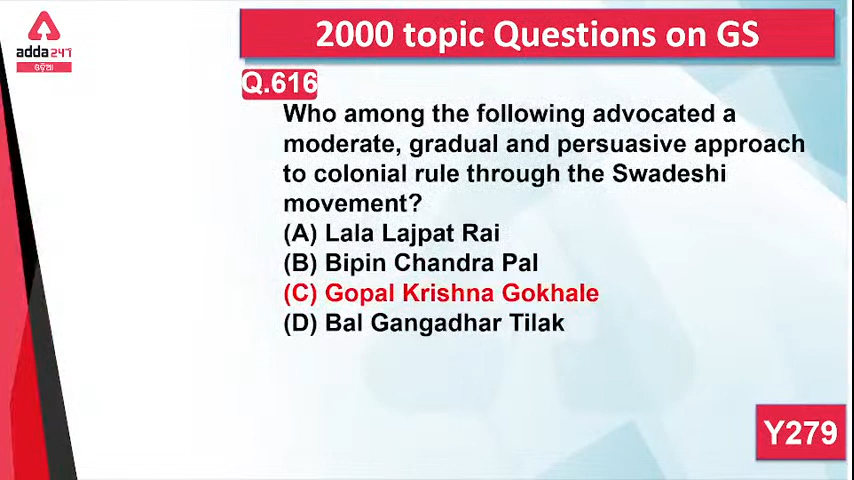 adda247
ଓଡ଼ିଆ
2000 topic Questions on GS
Q.616
Who among the following advocated a
moderate, gradual and persuasive approach
to colonial rule through the Swadeshi
movement?
(A) Lala Lajpat Rai
(B) Bipin Chandra Pal
(C) Gopal Krishna Gokhale
(D) Bal Gangadhar Tilak
Y279